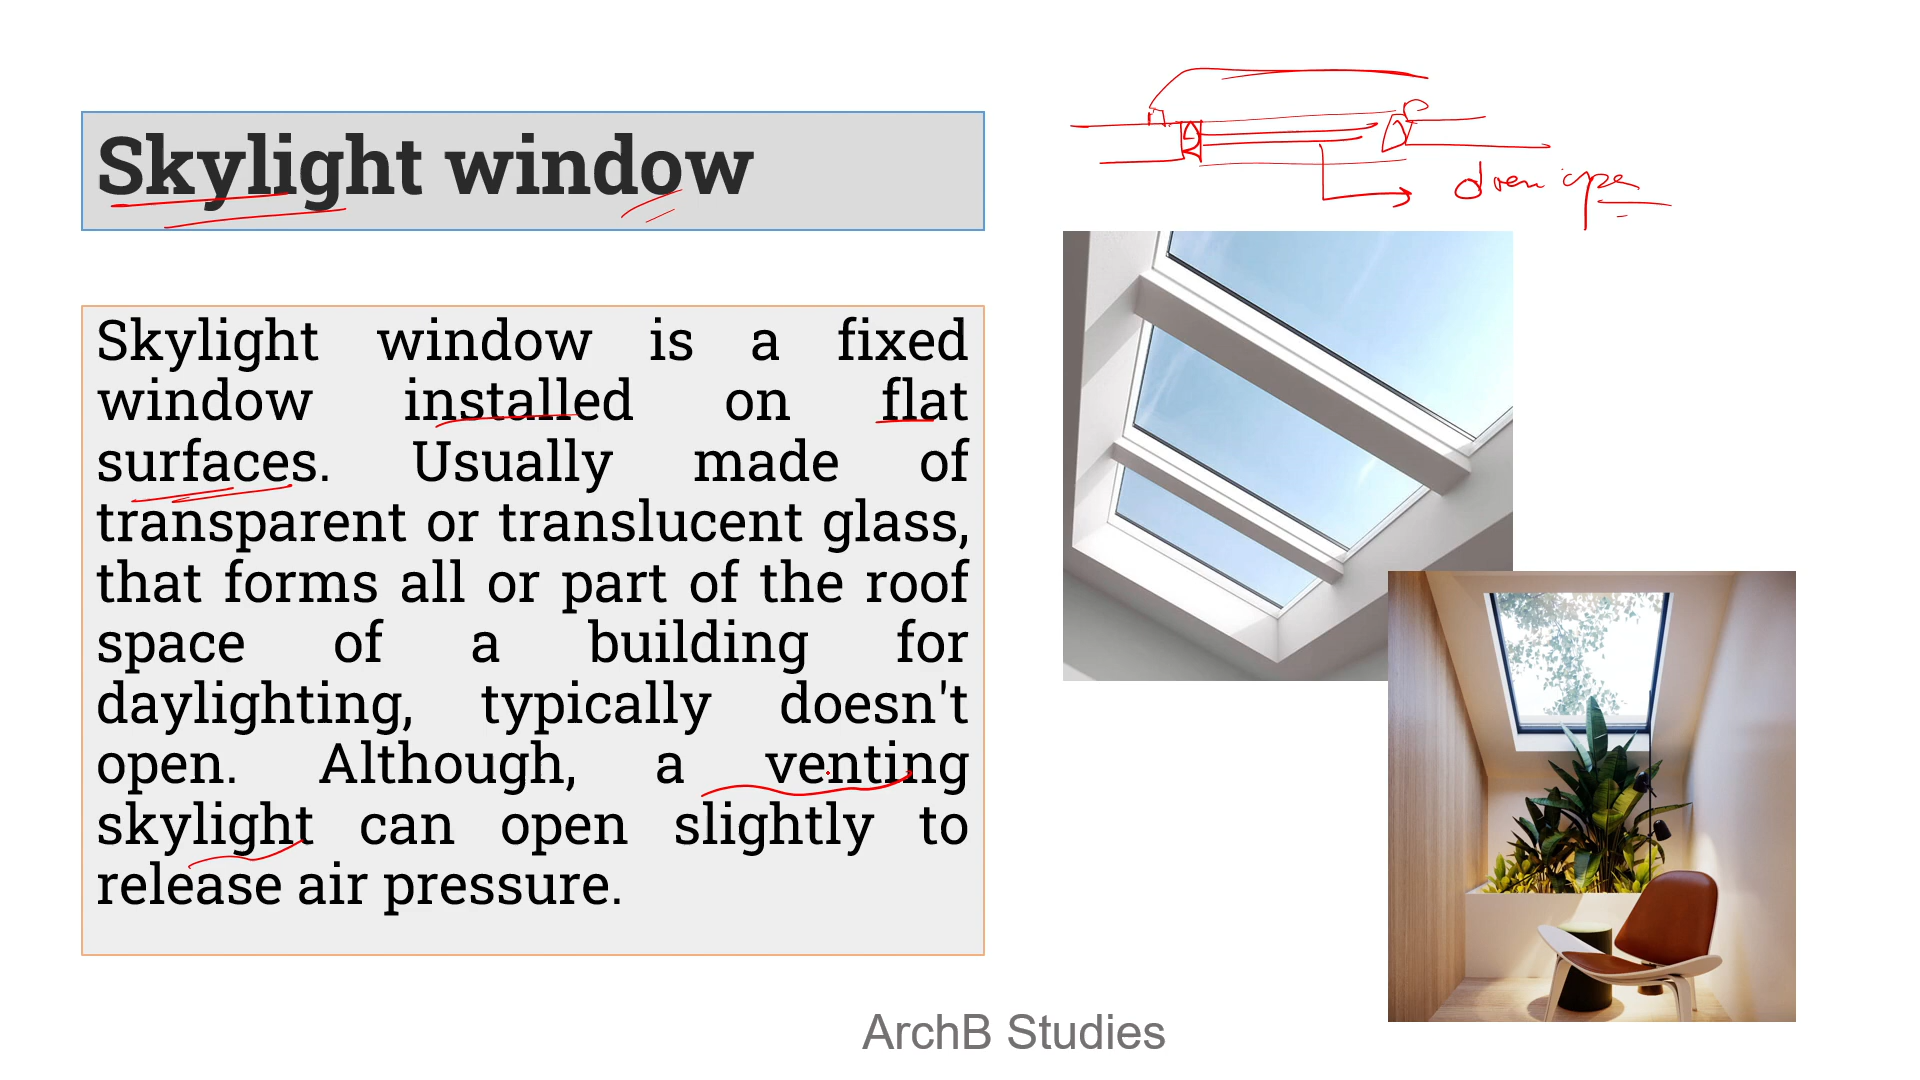 Skylight window
Skylight window is a fixed
window installed on flat
surfaces. Usually made of
transparent or translucent glass,
that forms all or part of the roof
space of a building for
daylighting, typically doesn't
open. Although, a venting
skylight can open slightly to
release air pressure.
ArchB Studies